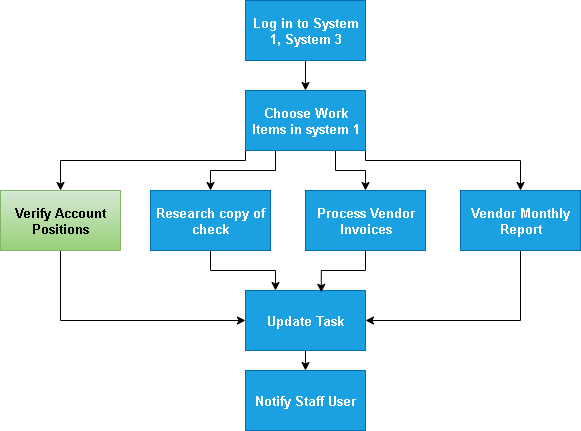 Log in to System
1, System 3
Choose Work
Items in system 1
Verify Account
Positions
Research copy of
check
Process Vendor
Invoices
Vendor Monthly
Report
Update Task
Notify Staff User